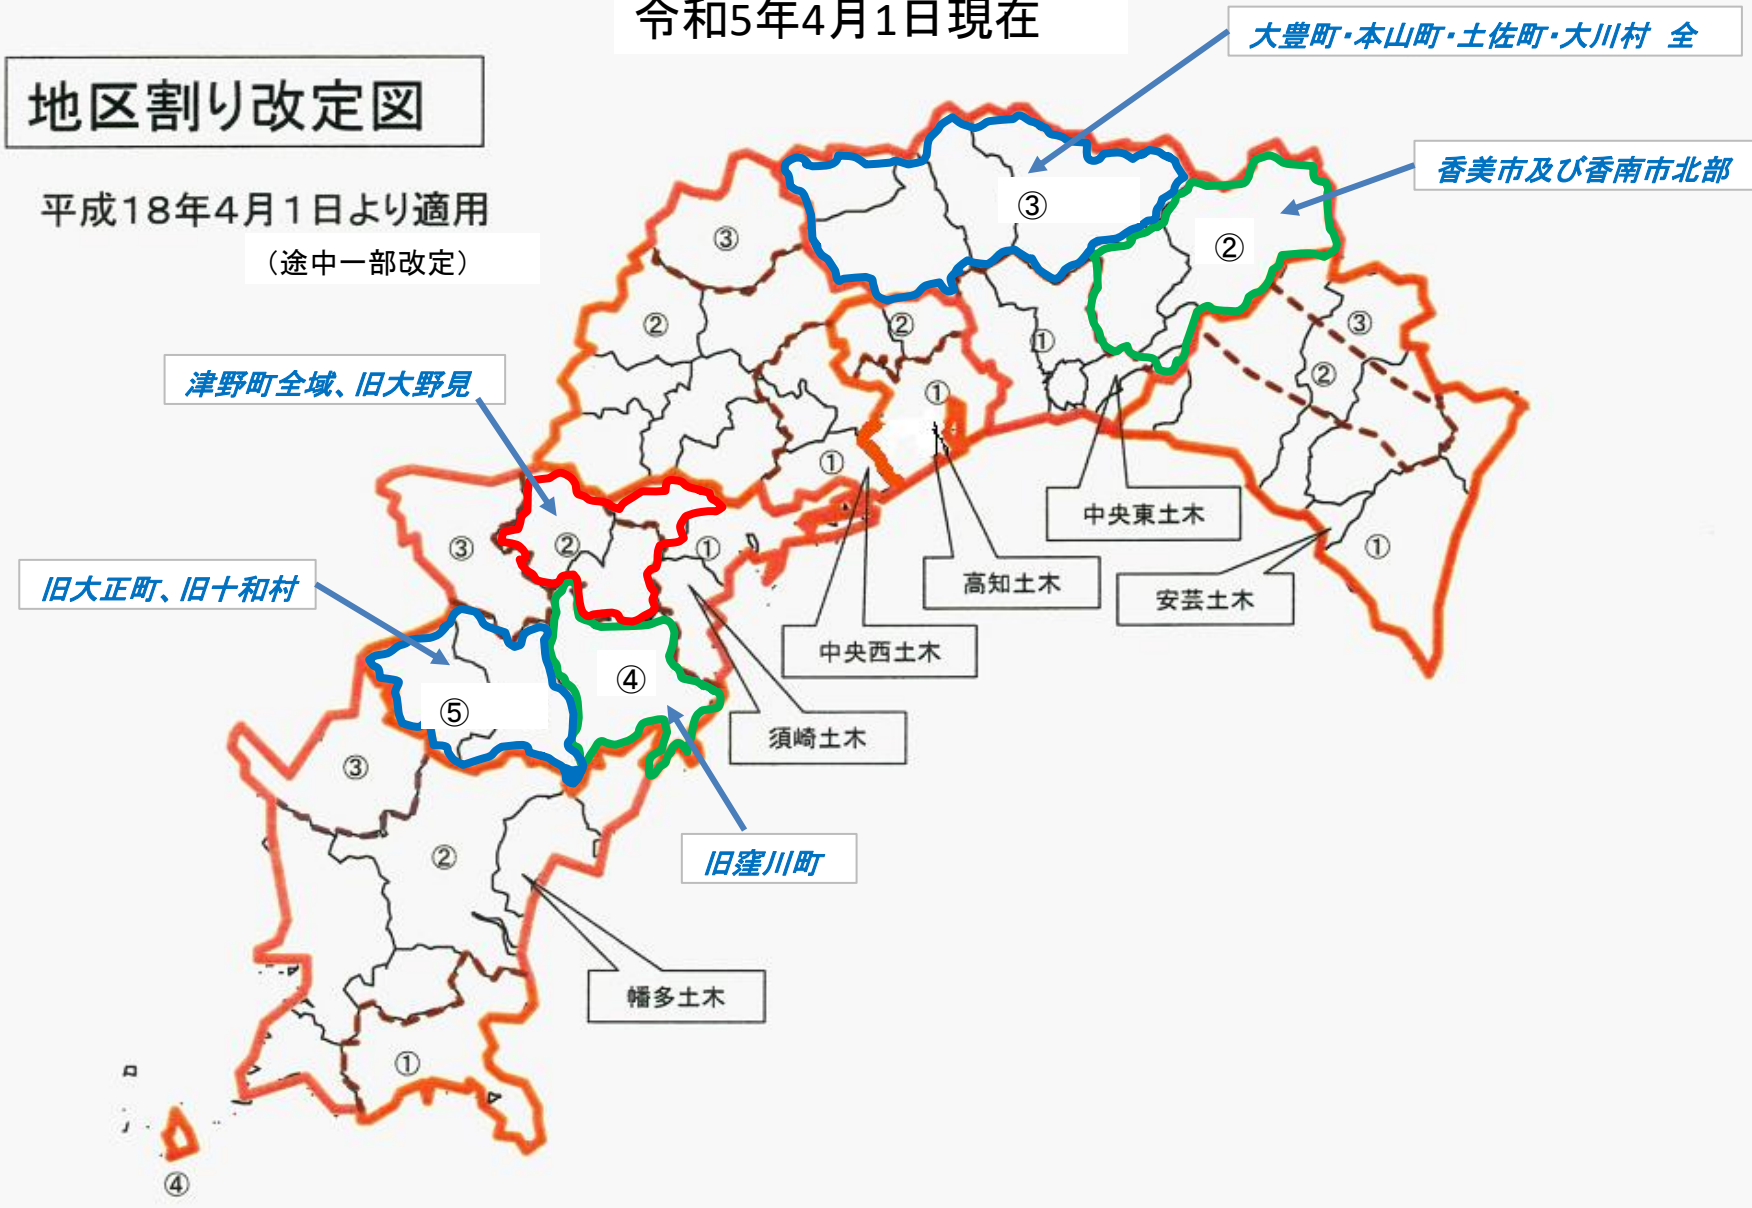 令和5年4月1日現在
大豊町・本山町・土佐町・大川村　全
地区割り改定図
香美市及び香南市北部
平成18年4月1日より適用
（途中一部改定）
③
②
③
②
②
①
③
②
①
津野町全域、旧大野見
①
②
①
③
①
中央東土木
高知土木
安芸土木
旧大正町、旧十和村
中央西土木
④
⑤
須崎土木
③
②
旧窪川町
幡多土木
①
④